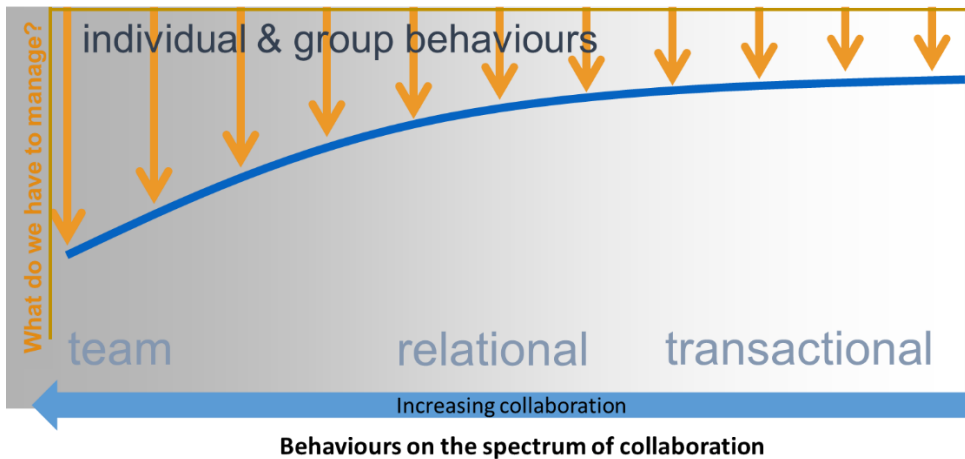 What do we have to manage?
individual & group behaviours
team
relational
transactional
Increasing collaboration
Behaviours on the spectrum of collaboration